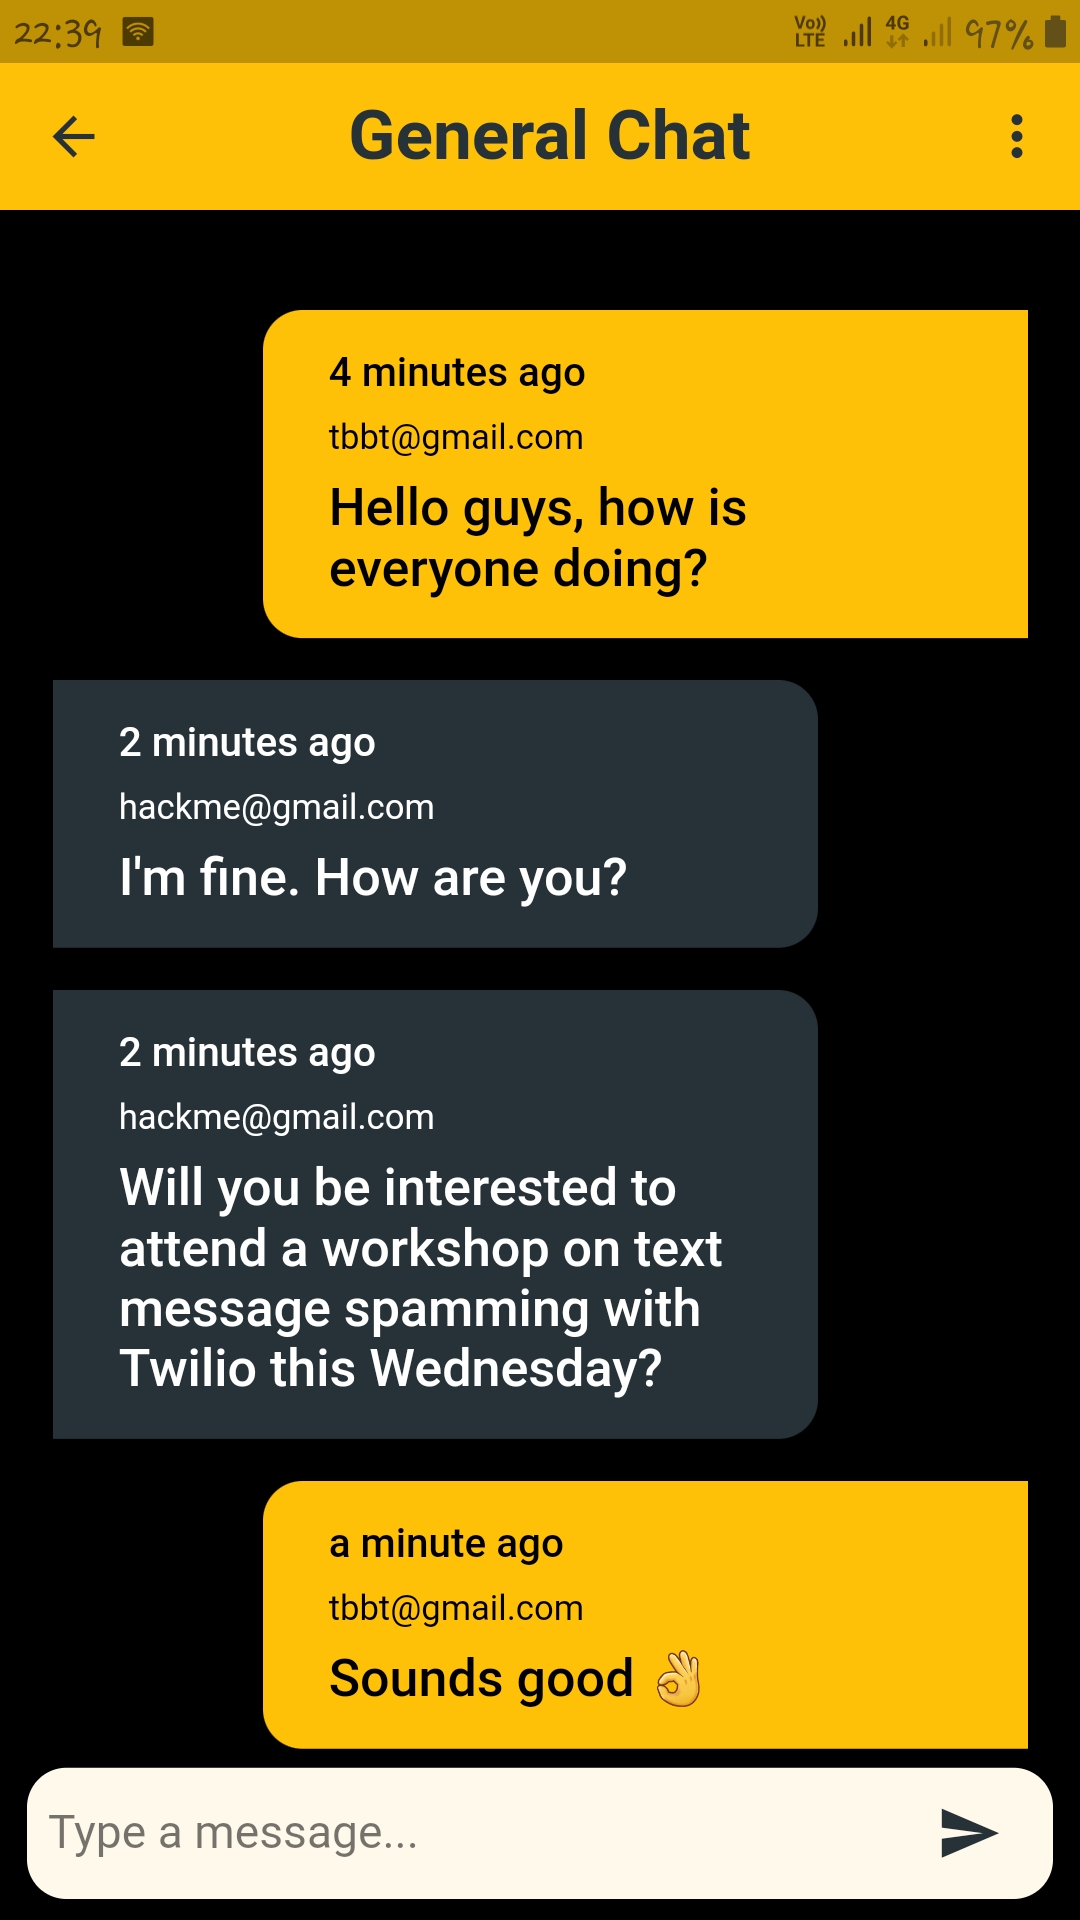 22:39
Vo)) LTE 4G 97%
General Chat
4 minutes ago
tbbt@gmail.com
Hello guys, how is
everyone doing?
2 minutes ago
hackme@gmail.com
I'm fine. How are you?
2 minutes ago
hackme@gmail.com
Will you be interested to
attend a workshop on text
message spamming with
Twilio this Wednesday?
a minute ago
tbbt@gmail.com
Sounds good 👌
Type a message...